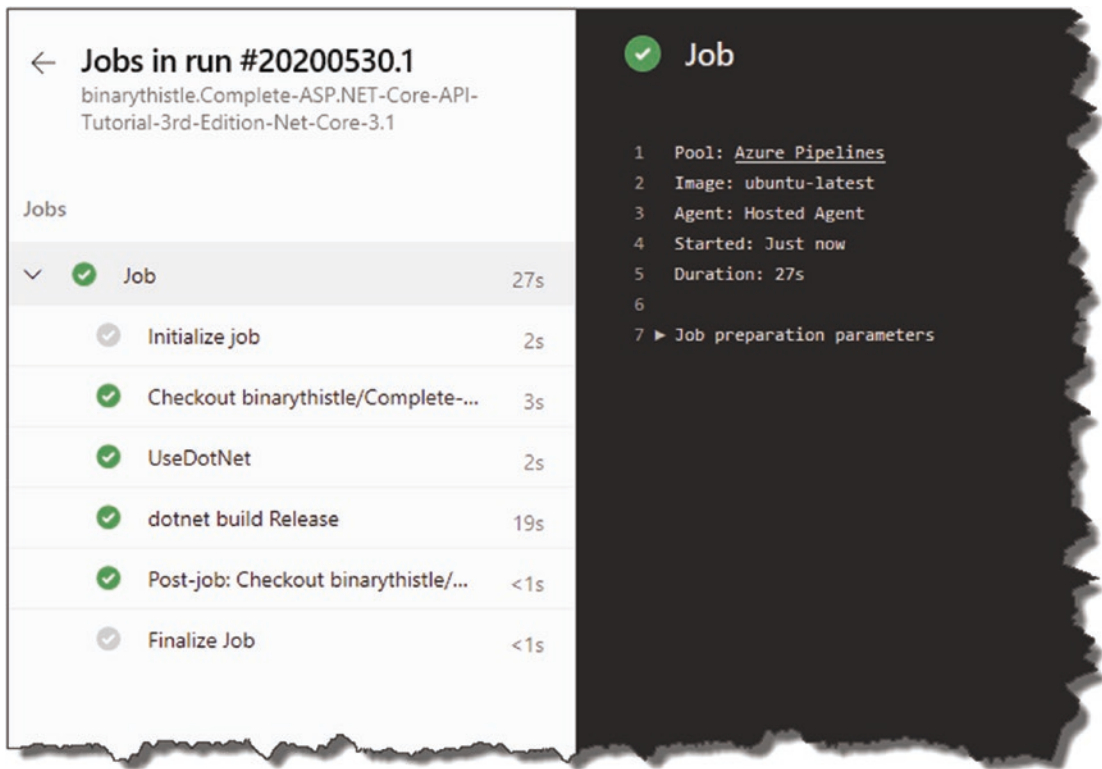 Jobs in run #20200530.1
binarythistle.Complete-ASP.NET-Core-API-
Tutorial-3rd-Edition-Net-Core-3.1
Jobs
Job 27s
Initialize job 2s
Checkout binarythistle/Complete-... 3s
UseDotNet 2s
dotnet build Release 19s
Post-job: Checkout binarythistle/... <1s
Finalize Job <1s
Job
1 Pool: Azure Pipelines
2 Image: ubuntu-latest
3 Agent: Hosted Agent
4 Started: Just now
5 Duration: 27s
6
7 ▶ Job preparation parameters